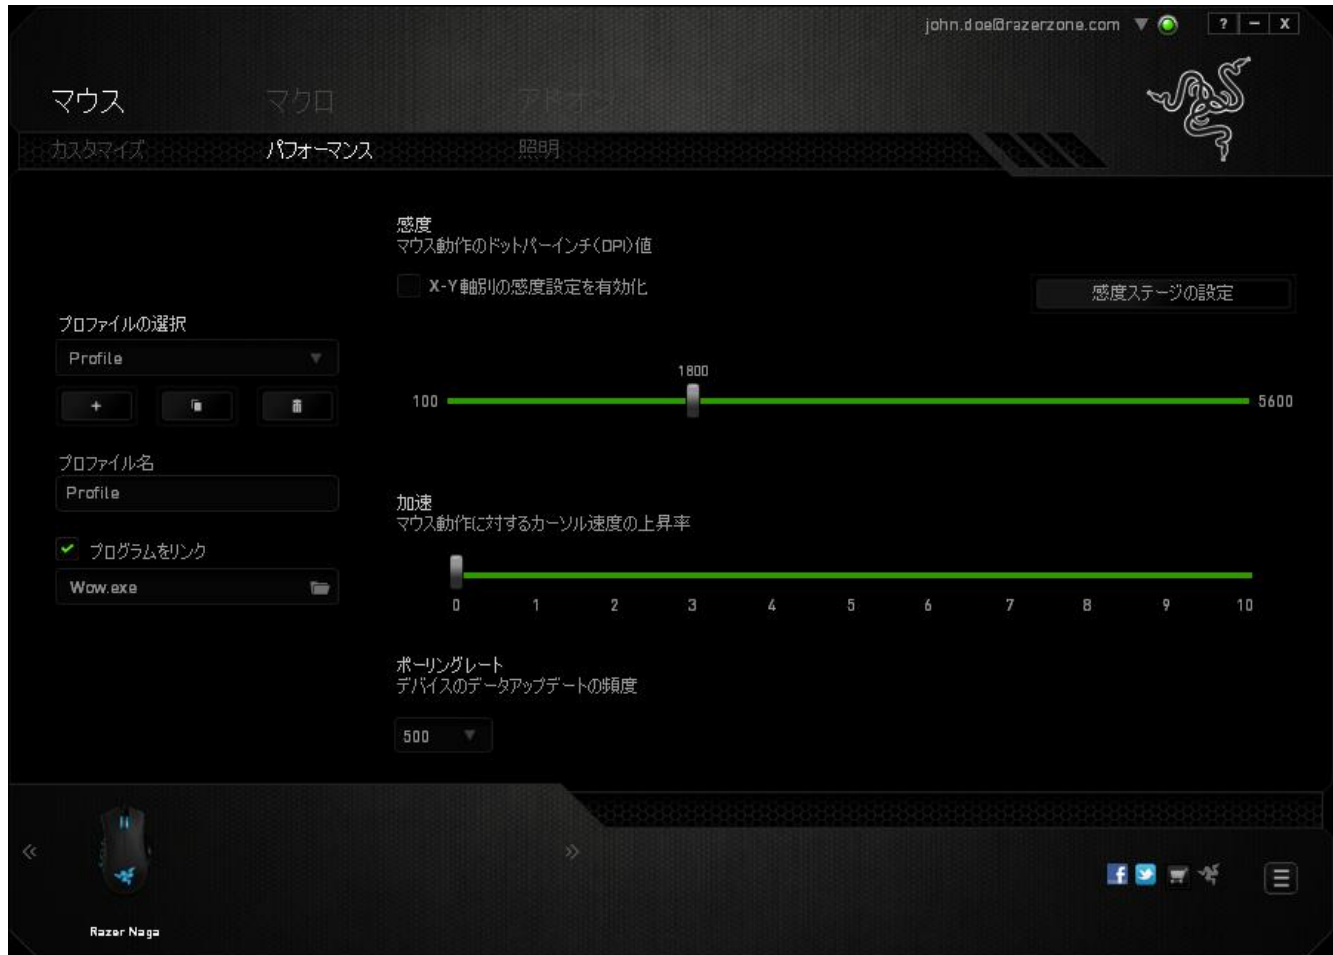 john.doe@razerzone.com
? - X
マウス マクロ アドオン
カスタマイズ パフォーマンス 照明
感度
マウス動作のドットパーインチ(DPI)値
X-Y軸別の感度設定を有効化
感度ステージの設定
プロファイルの選択
Profile
1800
100 5600
プロファイル名
Profile
加速
マウス動作に対するカーソル速度の上昇率
プログラムをリンク
Wow.exe
0 1 2 3 4 5 6 7 8 9 10
ポーリングレート
デバイスのデータアップデートの頻度
500
Razer Naga